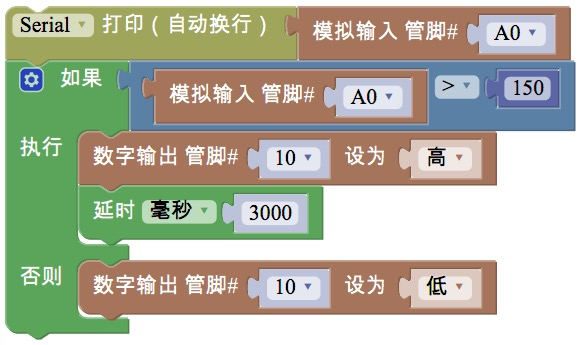 Serial 打印（自动换行） 模拟输入 管脚# A0
如果 模拟输入 管脚# A0 > 150
执行 数字输出 管脚# 10 设为 高
延时 毫秒 3000
否则 数字输出 管脚# 10 设为 低